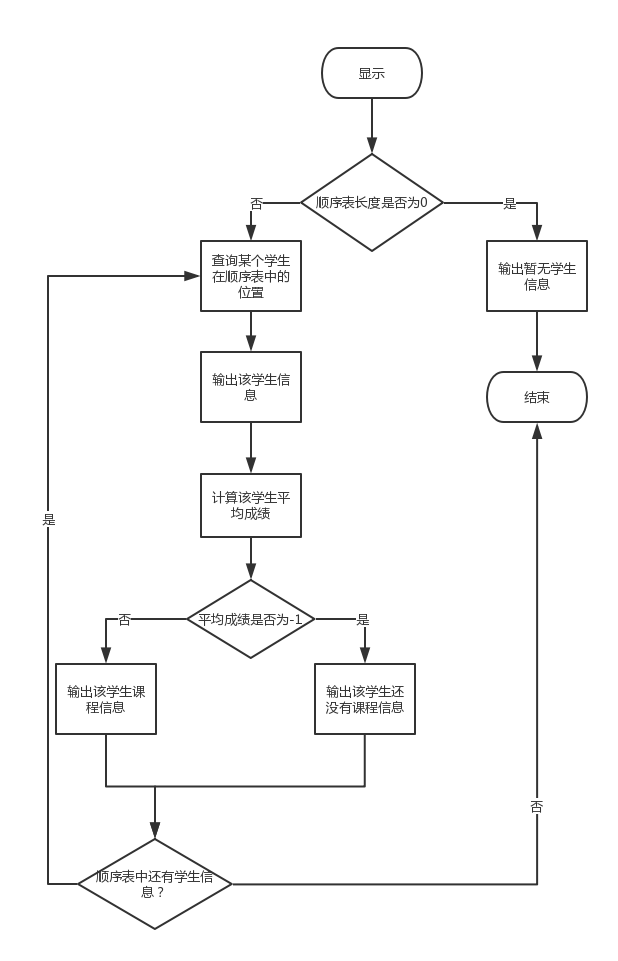 显示
顺序表长度是否为0
否
是
查询某个学生
在顺序表中的
位置
输出暂无学生
信息
输出该学生信
息
结束
计算该学生平
均成绩
是
平均成绩是否为-1
否
是
输出该学生课
程信息
输出该学生还
没有课程信息
否
顺序表中还有学生信
息？